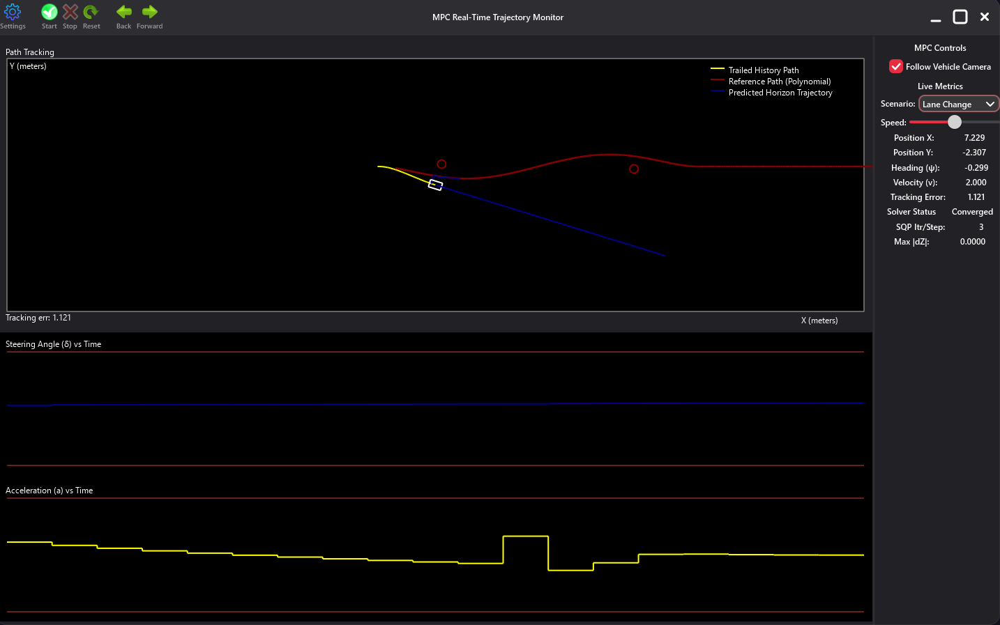 MPC Real-Time Trajectory Monitor
Settings Start Stop Reset Back Forward
Path Tracking
Y (meters)
Trailed History Path
Reference Path (Polynomial)
Predicted Horizon Trajectory
Tracking err: 1.121
X (meters)
Steering Angle (δ) vs Time
Acceleration (a) vs Time
MPC Controls
Follow Vehicle Camera
Live Metrics
Scenario: Lane Change
Speed:
Position X: 7.229
Position Y: -2.307
Heading (ψ): -0.299
Velocity (v): 2.000
Tracking Error: 1.121
Solver Status Converged
SQP Itr/Step: 3
Max |dZ|: 0.0000